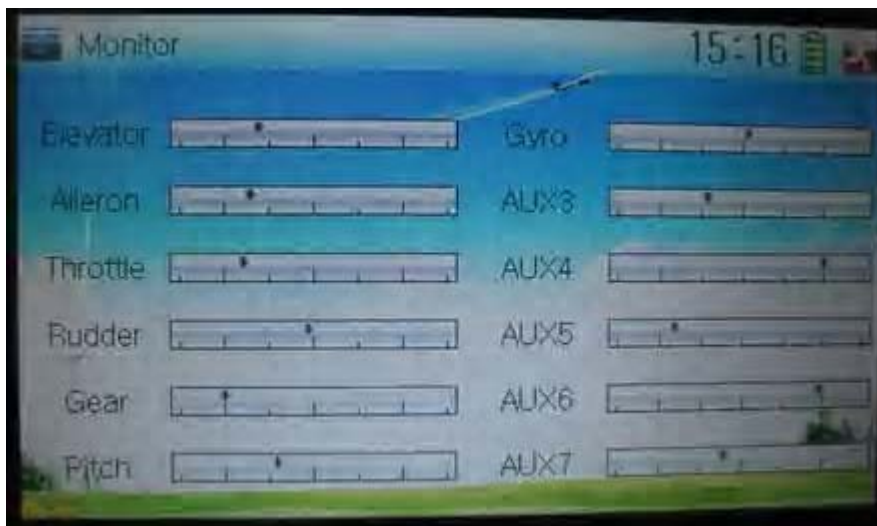 Monitor 15:16
Elevator Gyro
Aileron AUX3
Throttle AUX4
Rudder AUX5
Gear AUX6
Pitch AUX7